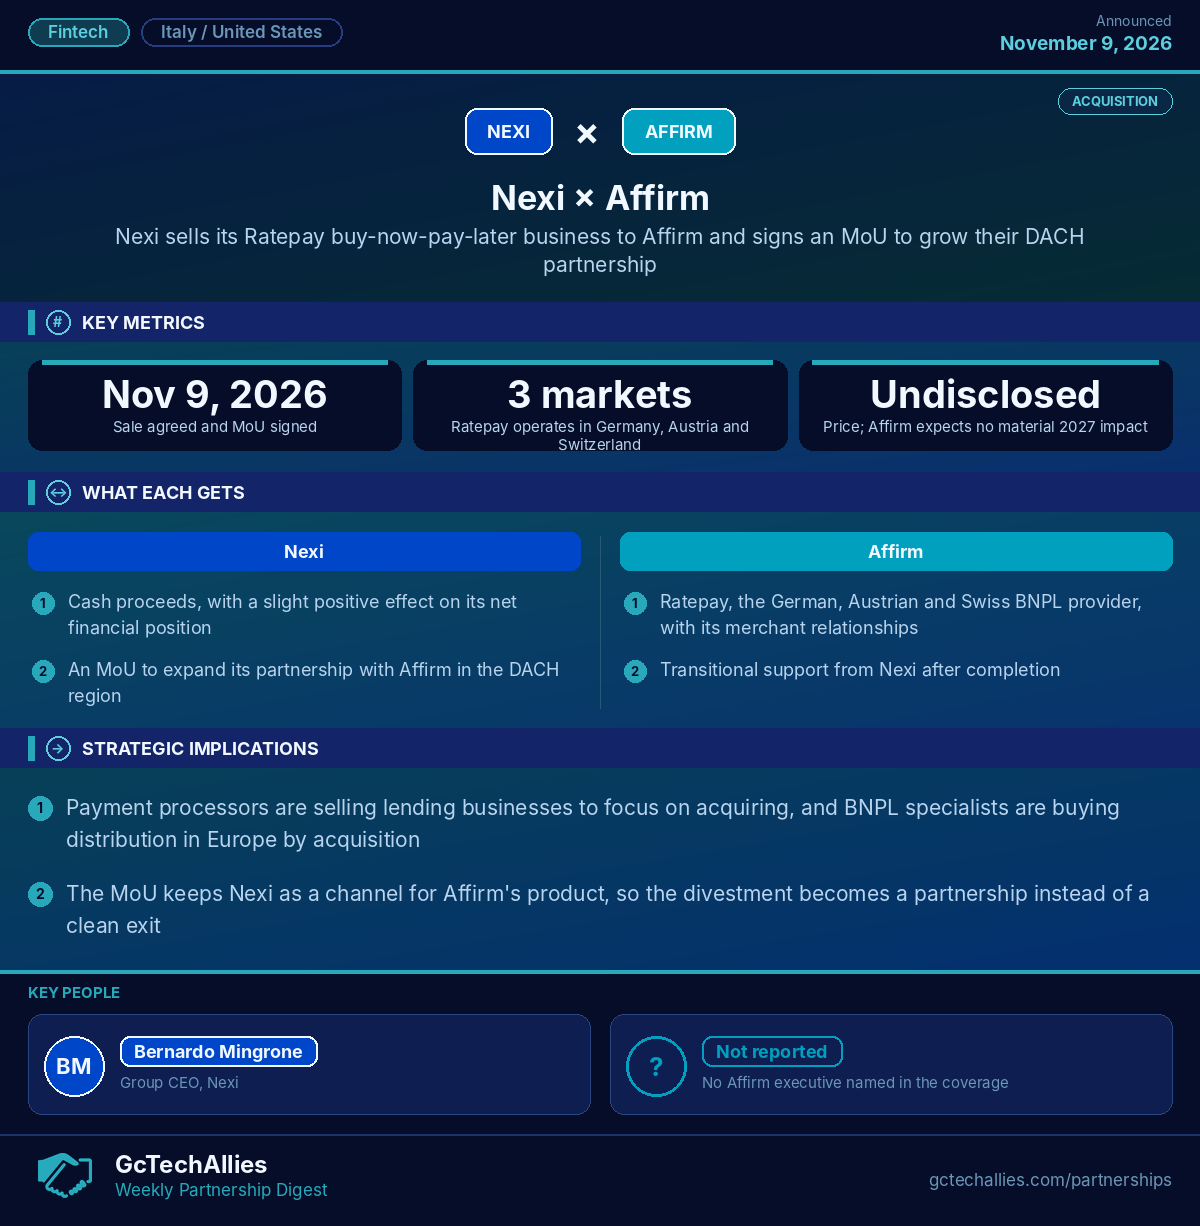 Fintech
Italy / United States
Announced
November 9, 2026
ACQUISITION
NEXI
×
AFFIRM
Nexi × Affirm
Nexi sells its Ratepay buy-now-pay-later business to Affirm and signs an MoU to grow their DACH
partnership
# KEY METRICS
Nov 9, 2026
Sale agreed and MoU signed
3 markets
Ratepay operates in Germany, Austria and
Switzerland
Undisclosed
Price; Affirm expects no material 2027 impact
↔ WHAT EACH GETS
Nexi
1 Cash proceeds, with a slight positive effect on its net
financial position
2 An MoU to expand its partnership with Affirm in the DACH
region
Affirm
1 Ratepay, the German, Austrian and Swiss BNPL provider,
with its merchant relationships
2 Transitional support from Nexi after completion
→ STRATEGIC IMPLICATIONS
1 Payment processors are selling lending businesses to focus on acquiring, and BNPL specialists are buying
distribution in Europe by acquisition
2 The MoU keeps Nexi as a channel for Affirm's product, so the divestment becomes a partnership instead of a
clean exit
KEY PEOPLE
BM
Bernardo Mingrone
Group CEO, Nexi
?
Not reported
No Affirm executive named in the coverage
GcTechAllies
Weekly Partnership Digest
gctechallies.com/partnerships